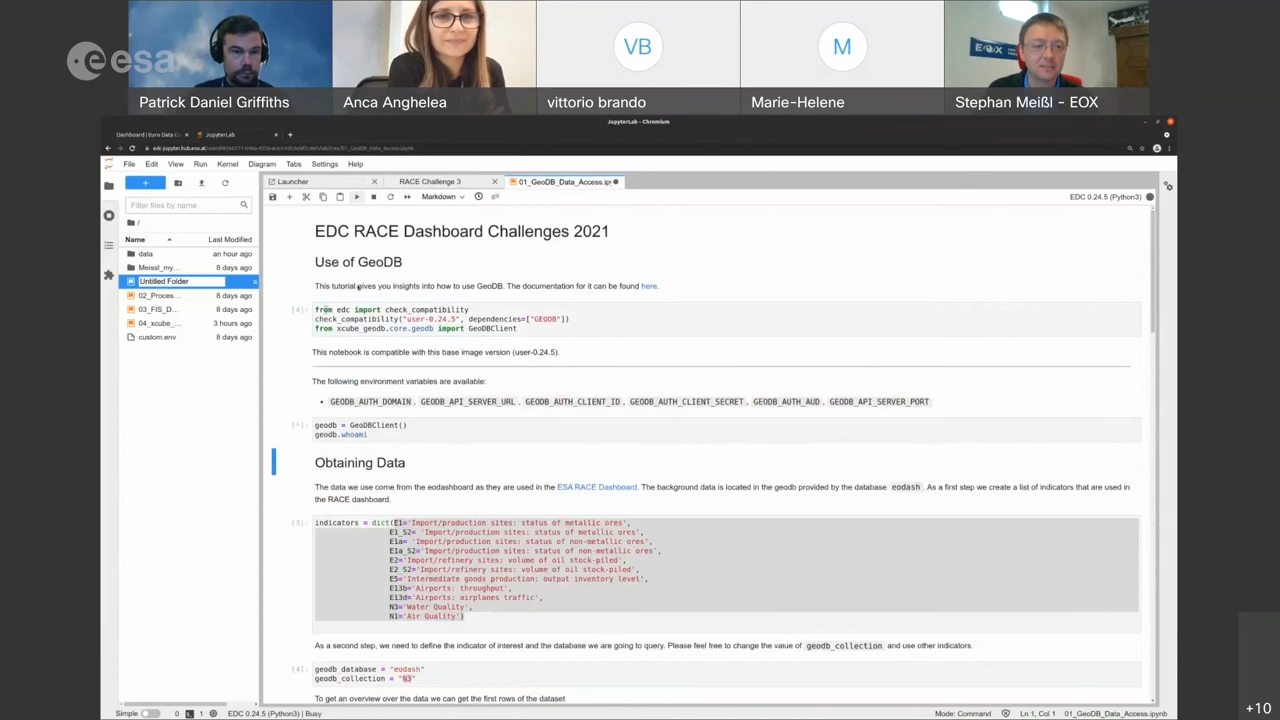 esa
EOX
VB
M
Patrick Daniel Griffiths
Anca Anghelea
vittorio brando
Marie-Helene
Stephan Meißl - EOX
JupyterLab - Chromium
Dashboard | Euro Data C
JupyterLab
File Edit View Run Kernel Diagram Tabs Settings Help
Launcher
RACE Challenge 3
01_GeoDB_Data_Access.ipy
Filter files by name
Markdown
EDC 0.24.5 (Python3)
/
Name
Last Modified
data
an hour ago
Meissl_my...
8 days ago
Untitled Folder
02_Proces...
8 days ago
03_FIS_D...
8 days ago
04_xcube_...
3 hours ago
custom.env
8 days ago
EDC RACE Dashboard Challenges 2021
Use of GeoDB
This tutorial gives you insights into how to use GeoDB. The documentation for it can be found here.
[4]:
from edc import check_compatibility
check_compatibility("user-0.24.5", dependencies=["GEODB"])
from xcube_geodb.core.geodb import GeoDBClient
This notebook is compatible with this base image version (user-0.24.5).
The following environment variables are available:
• GEODB_AUTH_DOMAIN, GEODB_API_SERVER_URL, GEODB_AUTH_CLIENT_ID, GEODB_AUTH_CLIENT_SECRET, GEODB_AUTH_AUD, GEODB_API_SERVER_PORT
[*]:
geodb = GeoDBClient()
geodb.whoami
Obtaining Data
The data we use come from the eodashboard as they are used in the ESA RACE Dashboard. The background data is located in the geodb provided by the database eodash. As a first step we create a list of indicators that are used in
the RACE dashboard.
[3]:
indicators = dict(E1='Import/production sites: status of metallic ores',
E1_S2= 'Import/production sites: status of metallic ores',
E1a= 'Import/production sites: status of non-metallic ores',
E1a_S2='Import/production sites: status of non-metallic ores',
E2='Import/refinery sites: volume of oil stock-piled',
E2_S2='Import/refinery sites: volume of oil stock-piled',
E5='Intermediate goods production: output inventory level',
E13b='Airports: throughput',
E13d='Airports: airplanes traffic',
N3='Water Quality',
N1='Air Quality')
As a second step, we need to define the indicator of interest and the database we are going to query. Please feel free to change the value of geodb_collection and use other indicators.
[4]:
geodb_database = "eodash"
geodb_collection = "N3"
To get an overview over the data we can get the first rows of the dataset
Simple
0
1
EDC 0.24.5 (Python3) | Busy
Mode: Command
Ln 1, Col 1
01_GeoDB_Data_Access.ipynb
+10